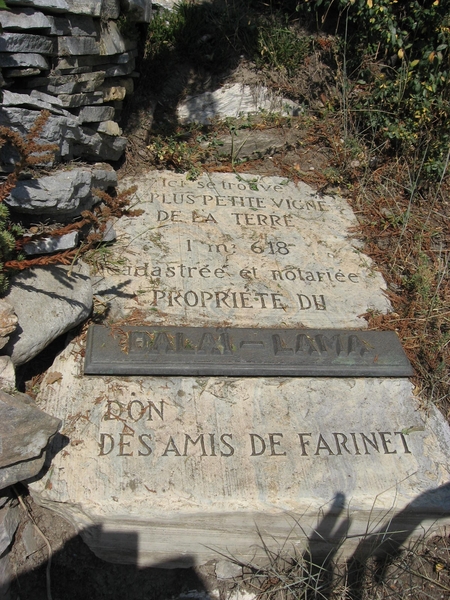 Ici se trouve
A PLUS PETITE VIGNE
DE LA TERRE
1 m² 618
cadastrée et notariée
PROPRIÉTÉ DU
DALAÏ-LAMA
DON
DES AMIS DE FARINET